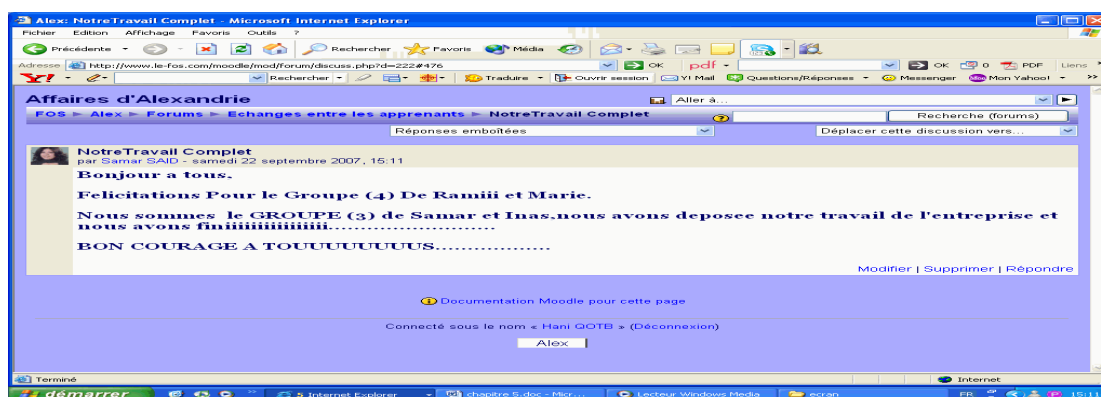 Alex: NotreTravail Complet - Microsoft Internet Explorer
Fichier Edition Affichage Favoris Outils ?
Précédente Rechercher Favoris Média
Adresse http://www.le-fos.com/moodle/mod/forum/discuss.php?d=222#476 OK pdf OK 0 PDF Liens »
Y! Rechercher Traduire Ouvrir session Y! Mail Questions/Réponses Messenger Mon Yahoo! »
Affaires d'Alexandrie Aller à...
FOS ► Alex ► Forums ► Echanges entre les apprenants ► NotreTravail Complet Recherche (forums)
Réponses emboîtées Déplacer cette discussion vers...
NotreTravail Complet
par Samar SAID - samedi 22 septembre 2007, 15:11
Bonjour a tous,
Felicitations Pour le Groupe (4) De Ramiii et Marie.
Nous sommes le GROUPE (3) de Samar et Inas,nous avons deposee notre travail de l'entreprise et
nous avons finiiiiiiiiiiiiiii.........................
BON COURAGE A TOUUUUUUUUS.................
Modifier | Supprimer | Répondre
Documentation Moodle pour cette page
Connecté sous le nom « Hani QOTB » (Déconnexion)
Alex
Terminé Internet
démarrer » 5 Internet Explorer chapitre 5.doc - Micr... Lecteur Windows Media ecran FR 15:11